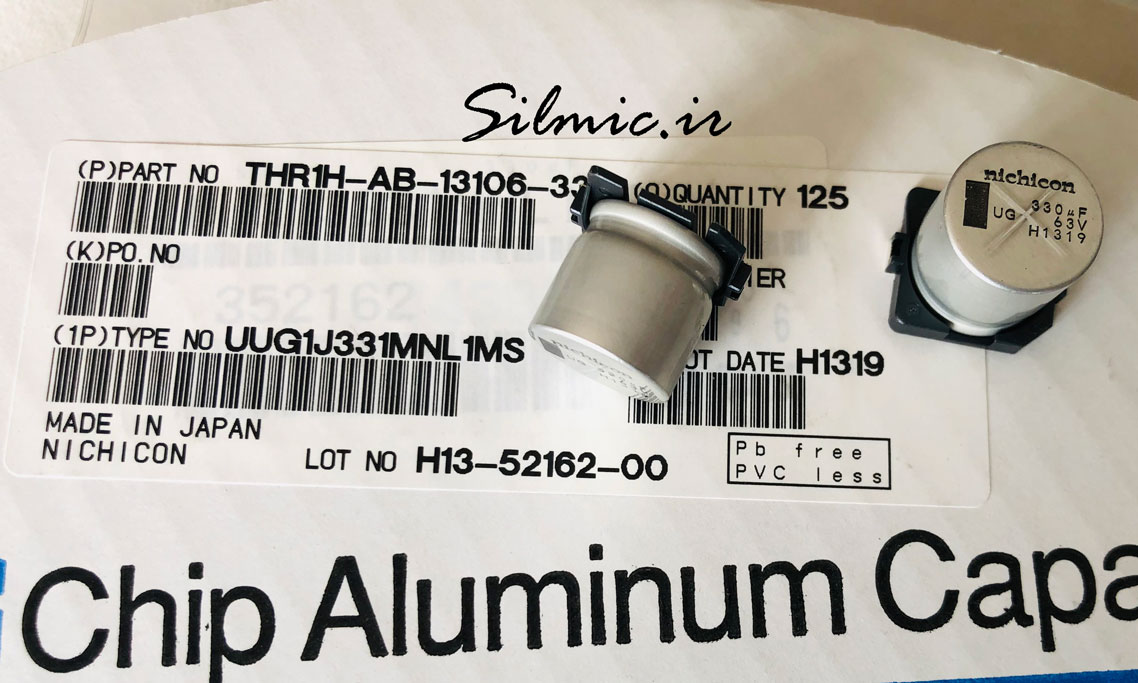 Silmic.ir
(P)PART NO THR1H-AB-13106-33
(Q)QUANTITY 125
(K)PO.NO
ER
352162
(1P)TYPE NO UUG1J331MNL1MS
OT DATE H1319
MADE IN JAPAN
NICHICON
LOT NO H13-52162-00
Pb free
PVC less
Chip Aluminum Capa
nichicon
330μF
UG 63V
H1319